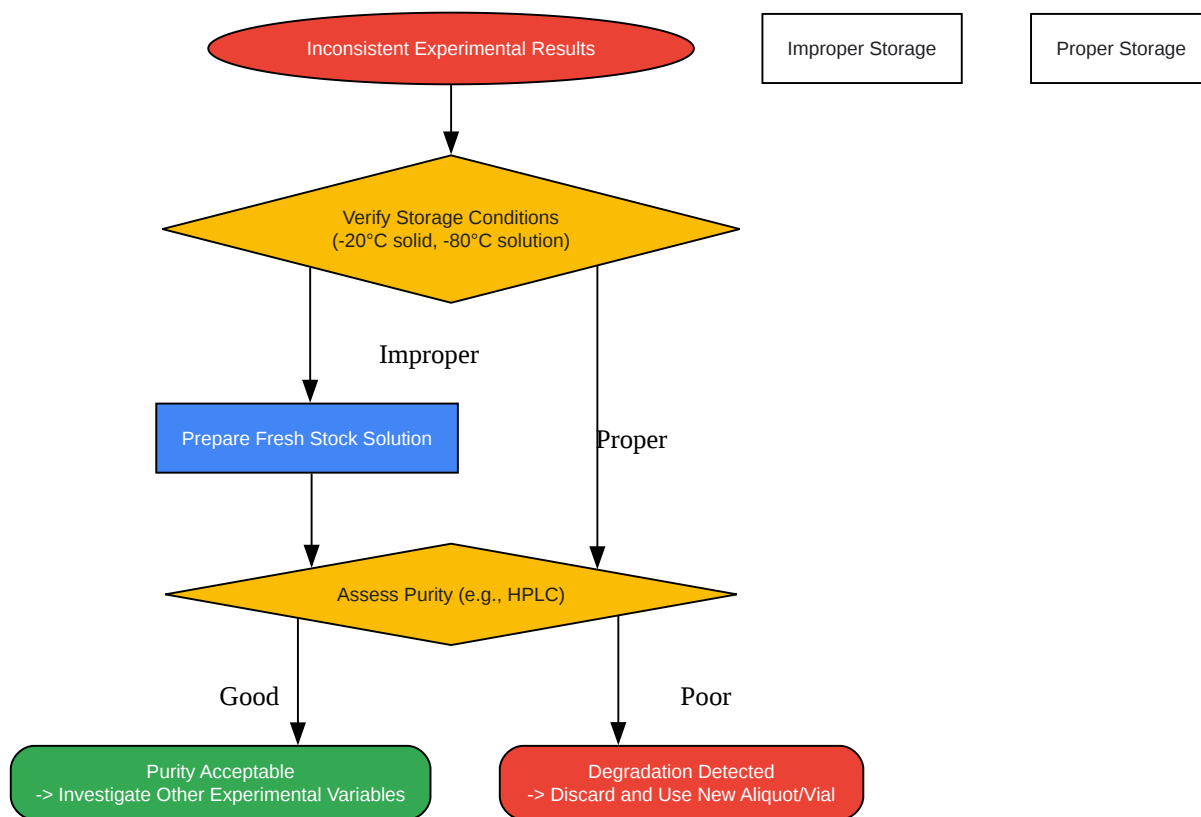 Inconsistent Experimental Results
Improper Storage
Proper Storage
Verify Storage Conditions
(-20°C solid, -80°C solution)
Improper
Prepare Fresh Stock Solution
Proper
Assess Purity (e.g., HPLC)
Good
Poor
Purity Acceptable
-> Investigate Other Experimental Variables
Degradation Detected
-> Discard and Use New Aliquot/Vial